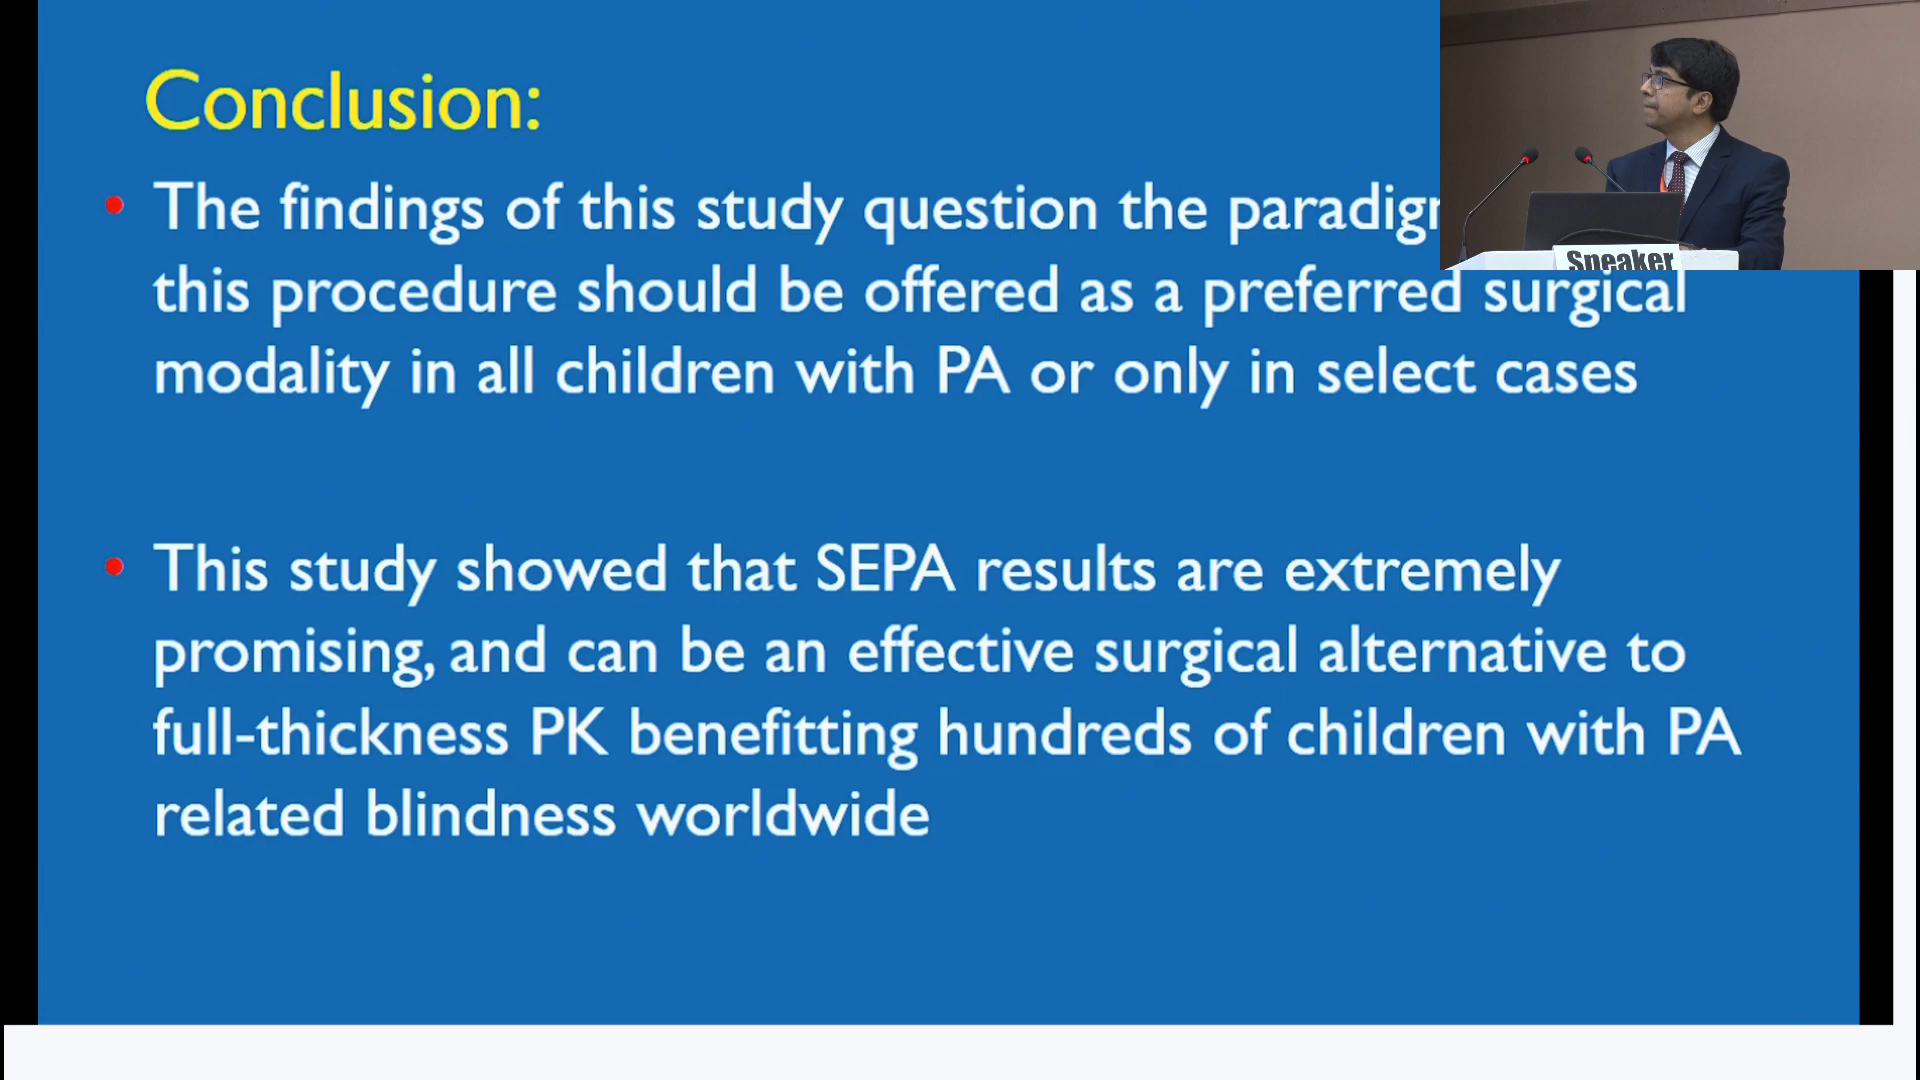 Conclusion:
• The findings of this study question the
this procedure should be offered as a preferred surgical
modality in all children with PA or only in select cases
• This study showed that SEPA results are extremely
promising, and can be an effective surgical alternative to
full-thickness PK benefitting hundreds of children with PA
related blindness worldwide
Speaker